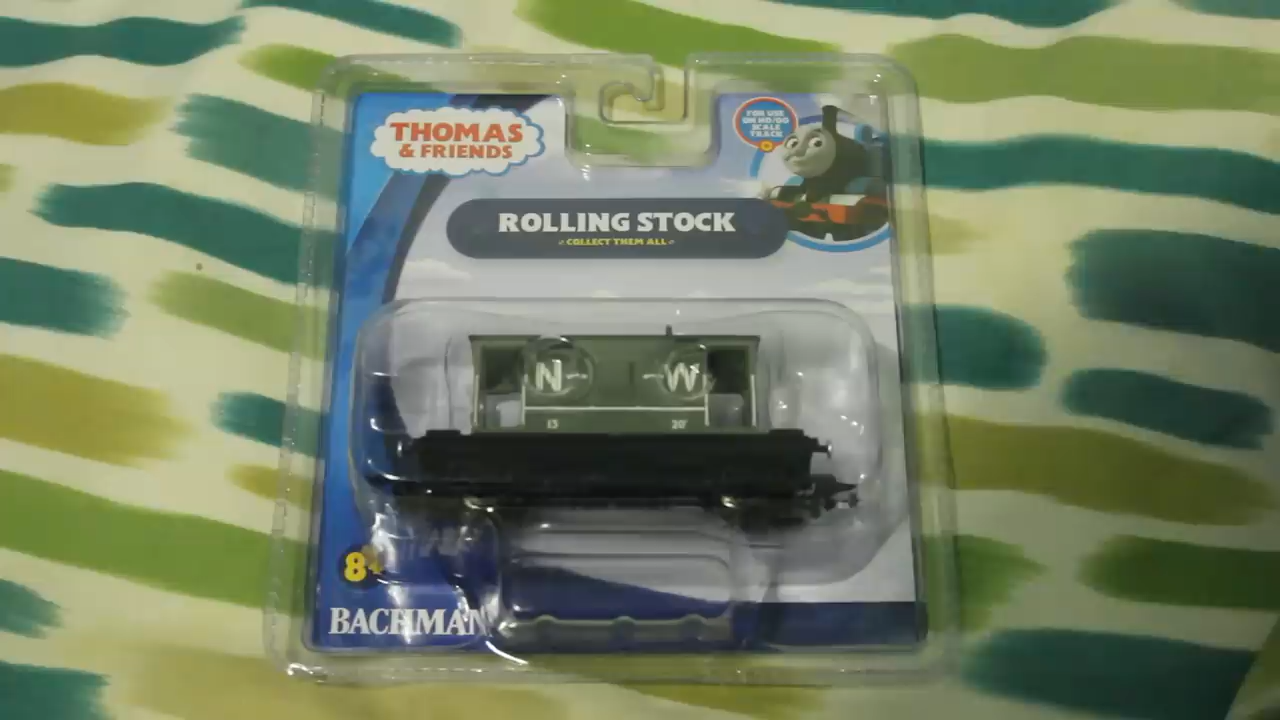 THOMAS
& FRIENDS
FOR USE
ON HO/OO
SCALE
TRACK
ROLLING STOCK
COLLECT THEM ALL
N W
13 20'
8+
BACHMAN